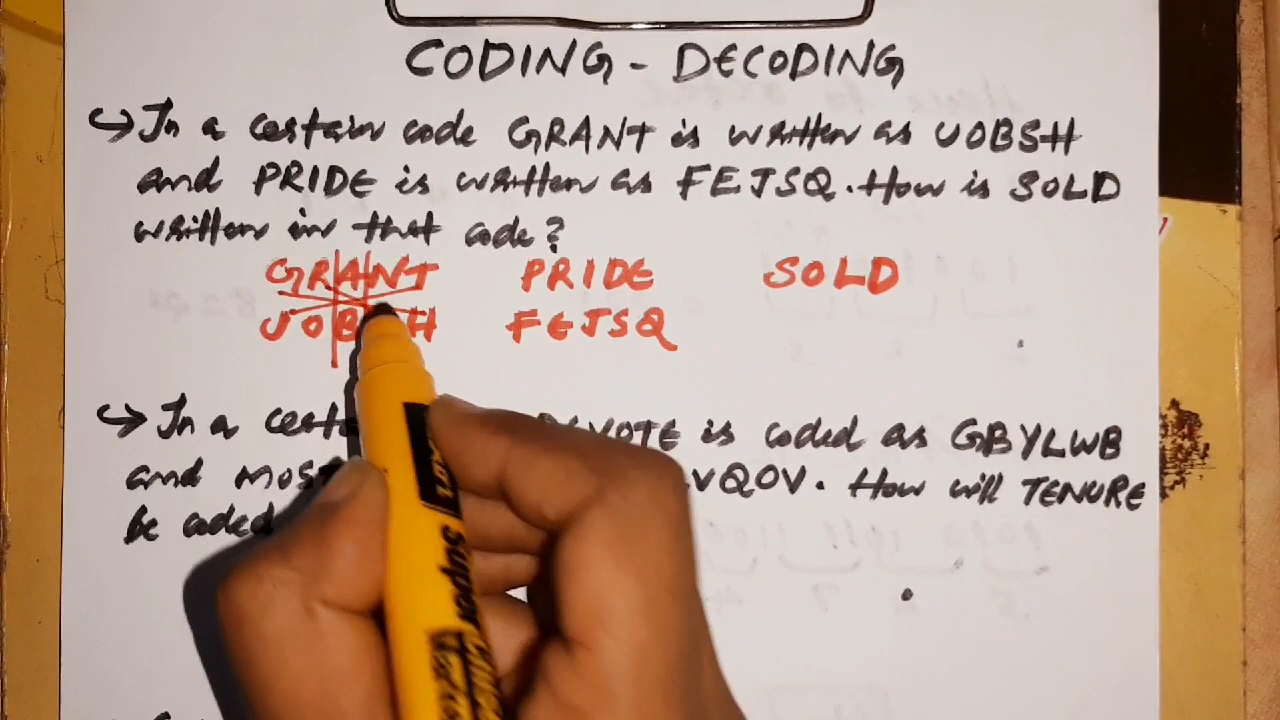 CODING - DECODING
↪ In a certain code GRANT is written as UOBSH
and PRIDE is written as FEJSQ. How is SOLD
written in that code?
GRANT PRIDE SOLD
UOB H FEJSQ
↪ In a VOTE is coded as GBYLWB
and VQOV. How will TENURE
be coded
Super